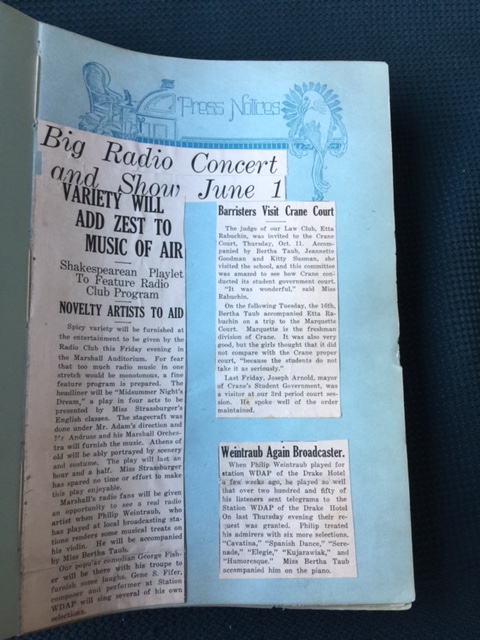 Press Notices
Big Radio Concert
and Show June 1
VARIETY WILL
ADD ZEST TO
MUSIC OF AIR
Shakespearean Playlet
To Feature Radio
Club Program
NOVELTY ARTISTS TO AID
Spicy variety will be furnished at
the entertainment to be given by the
Radio Club this Friday evening in
the Marshall Auditorium. For fear
that too much radio music in one
stretch would be monotonous, a fine
feature program is prepared. The
headliner will be "Midsummer Night's
Dream," a play in four acts to be
presented by Miss Strassburger's
English classes. The stagecraft was
done under Mr. Adam's direction and
Mr Andruss and his Marshall Orches-
tra will furnish the music. Athens of
old will be ably portrayed by scenery
and costume. The play will last an
hour and a half. Miss Strassburger
has spared no time or effort to make
this play enjoyable.
Marshall's radio fans will be given
an opportunity to see a real radio
artist when Philip Weintraub, who
has played at local broadcasting sta-
tions renders some musical treats on
his violin. He will be accompanied
by Miss Bertha Taub.
Our popular comedian George Fish-
er will be there with his troupe to
furnish some laughs. Gene S. Fifer,
composer and performer at Station
WDAP will sing several of his own
selections.
Barristers Visit Crane Court
The judge of our Law Club, Etta
Rabuchin, was invited to the Crane
Court, Thursday, Oct. 11. Accom-
panied by Bertha Taub, Jeannette
Goodman and Kitty Susman, she
visited the school, and this committee
was amazed to see how Crane con-
ducted its student government court.
"It was wonderful," said Miss
Rabuchin.
On the following Tuesday, the 16th,
Bertha Taub accompanied Etta Ra-
buchin on a trip to the Marquette
Court. Marquette is the freshman
division of Crane. It was also very
good, but the girls thought that it did
not compare with the Crane proper
court, "because the students do not
take it as seriously."
Last Friday, Joseph Arnold, mayor
of Crane's Student Government, was
a visitor at our 3rd period court ses-
sion. He spoke well of the order
maintained.
Weintraub Again Broadcaster.
When Philip Weintraub played for
station WDAP of the Drake Hotel
a few weeks ago, he played so well
that over two hundred and fifty of
his listeners sent telegrams to the
Station WDAP of the Drake Hotel
On last Thursday evening their re-
quest was granted. Philip treated
his admirers with six more selections.
"Cavatina," "Spanish Dance," "Sere-
nade," "Elegie," "Kujarawiak," and
"Humoresque." Miss Bertha Taub
accompanied him on the piano.